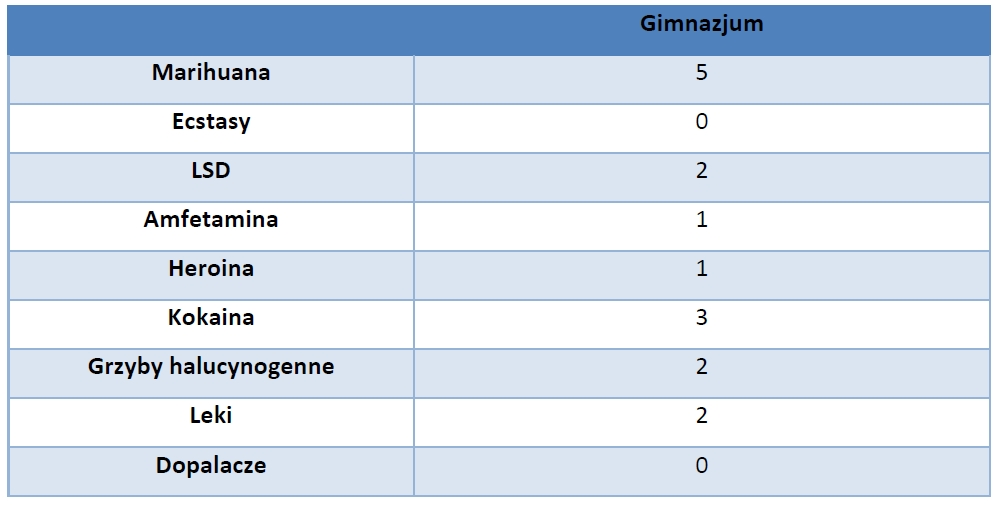 Gimnazjum
Marihuana 5
Ecstasy 0
LSD 2
Amfetamina 1
Heroina 1
Kokaina 3
Grzyby halucynogenne 2
Leki 2
Dopalacze 0